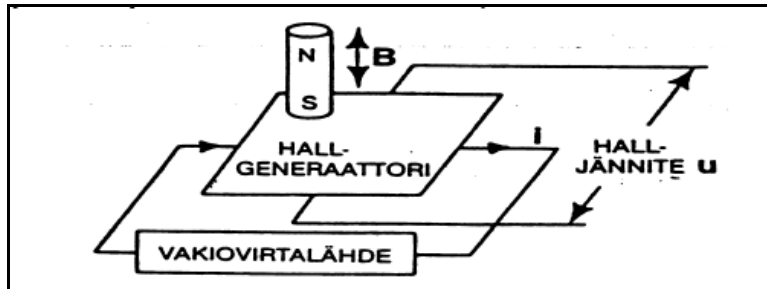 N
B
S
HALL-
GENERAATTORI
i
HALL-
JÄNNITE u
VAKIOVIRTALÄHDE